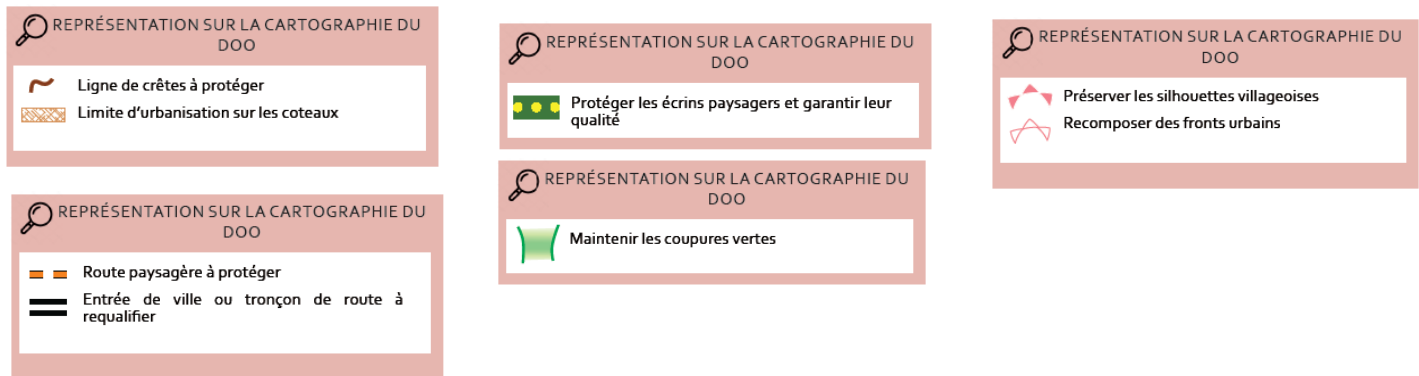 REPRÉSENTATION SUR LA CARTOGRAPHIE DU
DOO
Ligne de crêtes à protéger
Limite d'urbanisation sur les coteaux
REPRÉSENTATION SUR LA CARTOGRAPHIE DU
DOO
Route paysagère à protéger
Entrée de ville ou tronçon de route à
requalifier
REPRÉSENTATION SUR LA CARTOGRAPHIE DU
DOO
Protéger les écrins paysagers et garantir leur
qualité
REPRÉSENTATION SUR LA CARTOGRAPHIE DU
DOO
Maintenir les coupures vertes
REPRÉSENTATION SUR LA CARTOGRAPHIE DU
DOO
Préserver les silhouettes villageoises
Recomposer des fronts urbains